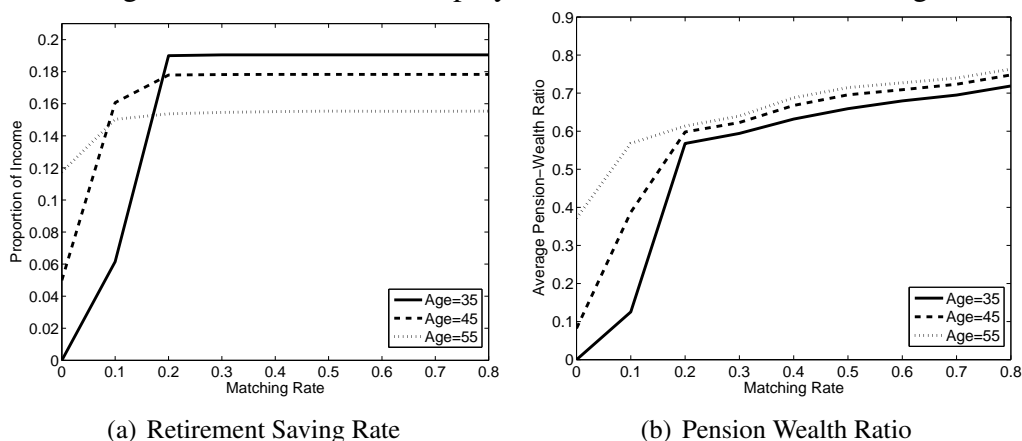 0.2
0.18
0.16
0.14
0.12
0.1
0.08
0.06
0.04
0.02
0
Proportion of Income
0 0.1 0.2 0.3 0.4 0.5 0.6 0.7 0.8
Matching Rate
Age=35
Age=45
Age=55
(a) Retirement Saving Rate
0.9
0.8
0.7
0.6
0.5
0.4
0.3
0.2
0.1
0
Average Pension−Wealth Ratio
0 0.1 0.2 0.3 0.4 0.5 0.6 0.7 0.8
Matching Rate
Age=35
Age=45
Age=55
(b) Pension Wealth Ratio